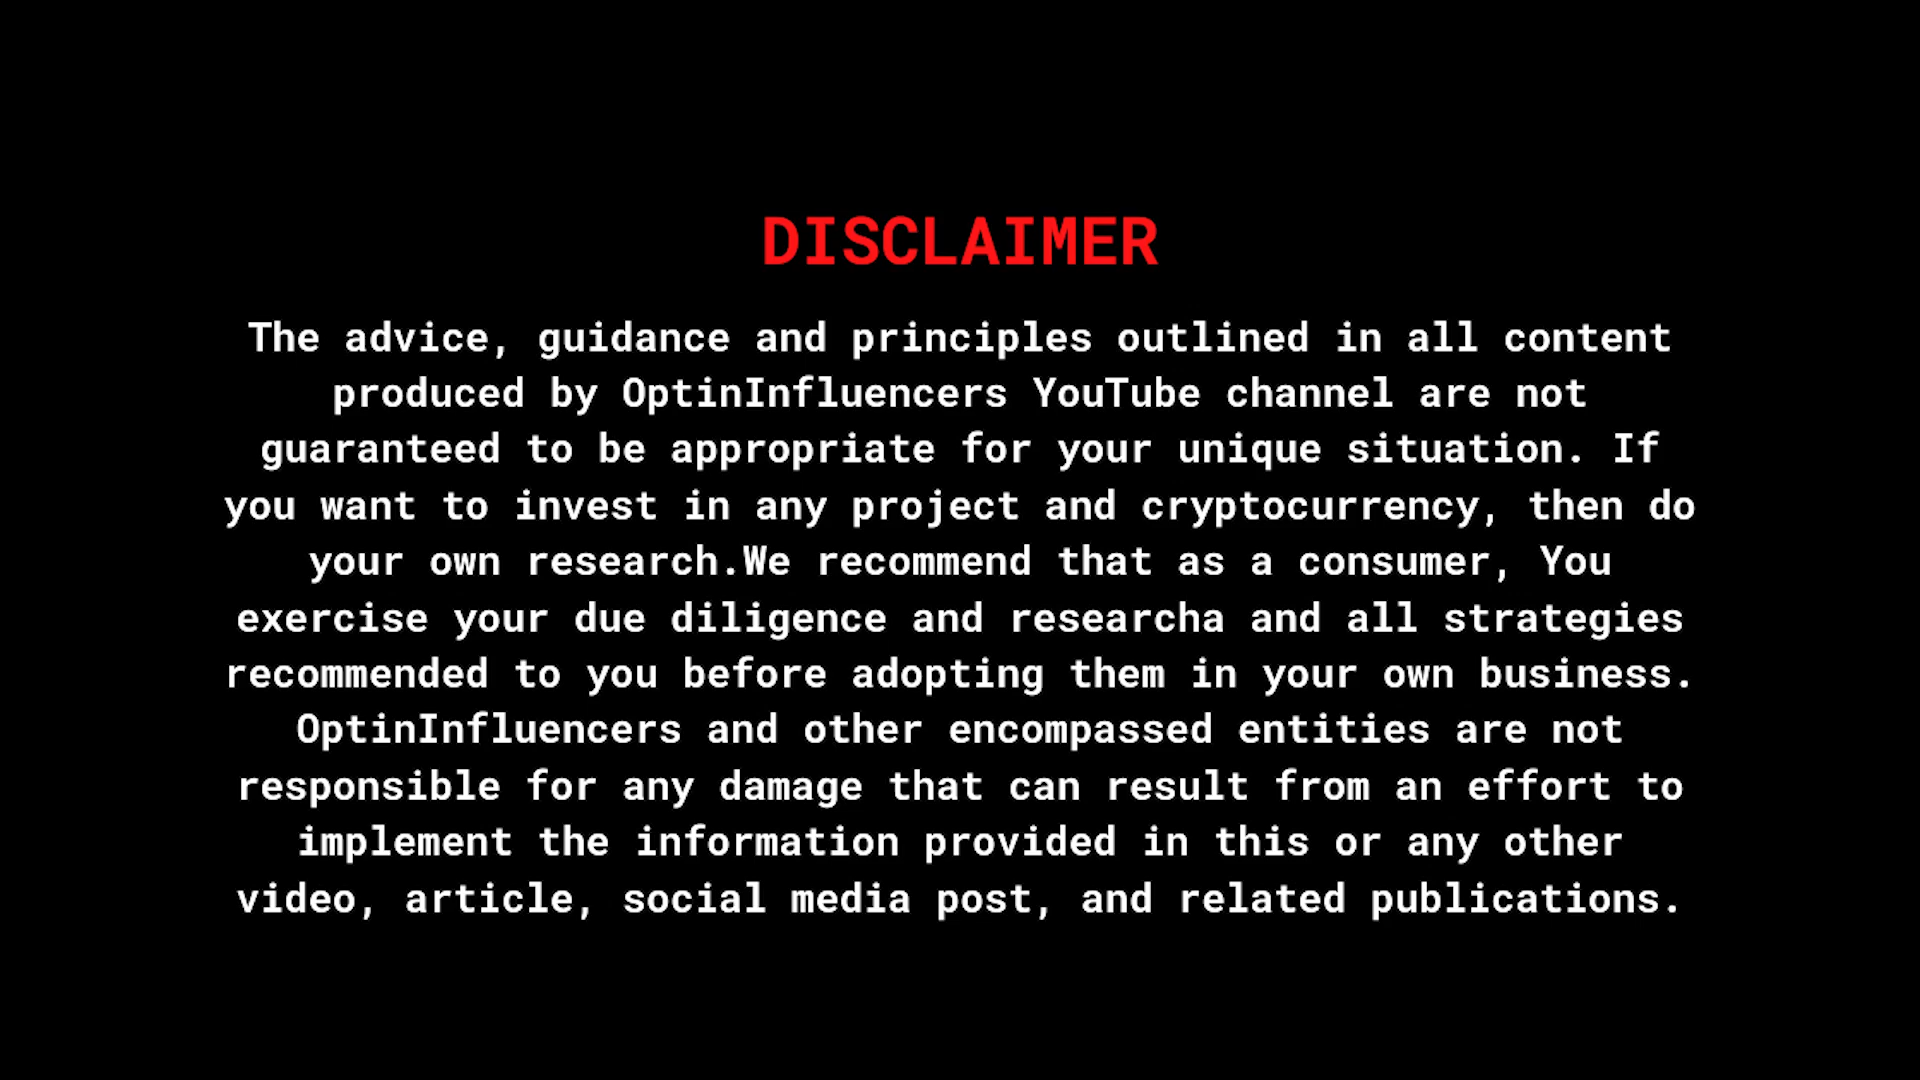 DISCLAIMER
The advice, guidance and principles outlined in all content
produced by OptinInfluencers YouTube channel are not
guaranteed to be appropriate for your unique situation. If
you want to invest in any project and cryptocurrency, then do
your own research.We recommend that as a consumer, You
exercise your due diligence and researcha and all strategies
recommended to you before adopting them in your own business.
OptinInfluencers and other encompassed entities are not
responsible for any damage that can result from an effort to
implement the information provided in this or any other
video, article, social media post, and related publications.